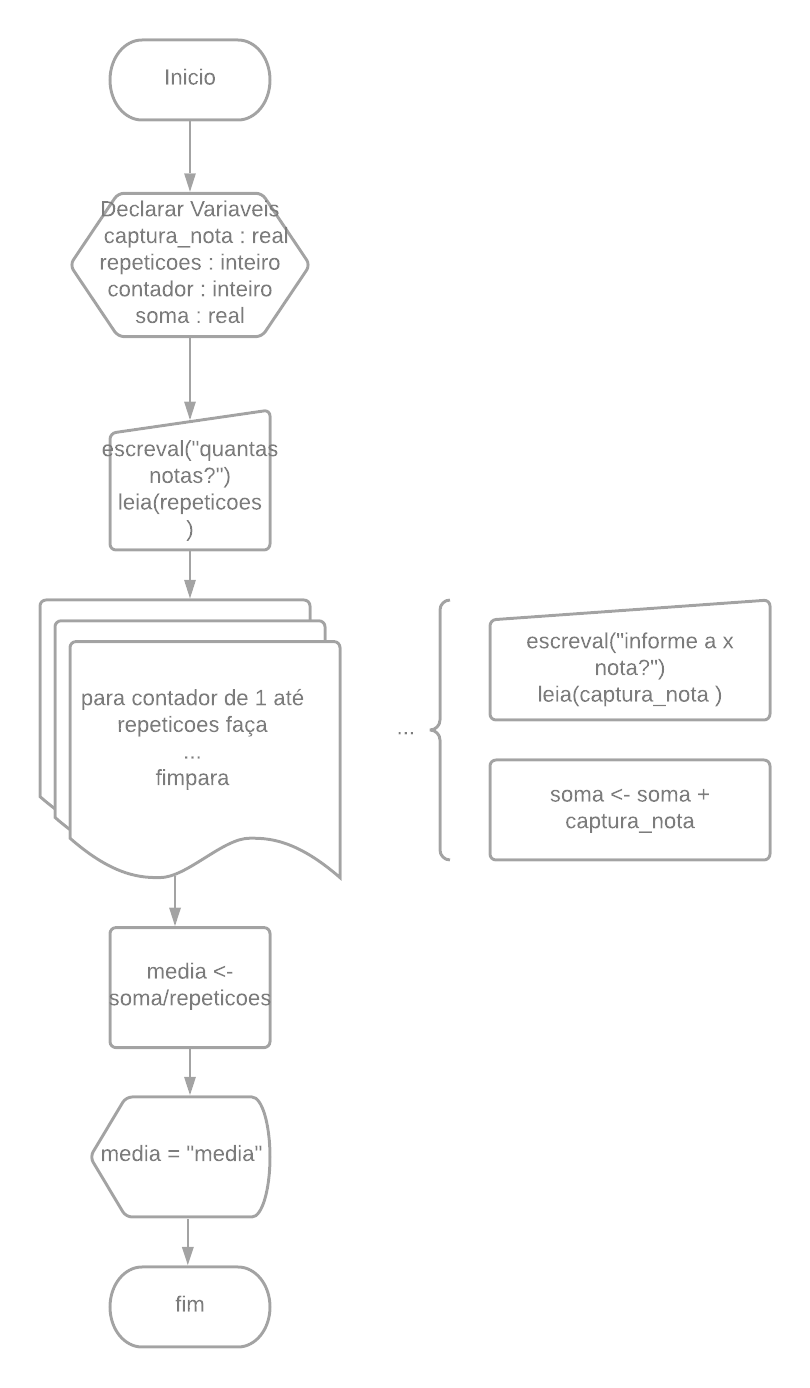 Inicio
Declarar Variaveis
captura_nota : real
repeticoes : inteiro
contador : inteiro
soma : real
escreval("quantas
notas?")
leia(repeticoes
)
para contador de 1 até
repeticoes faça
...
fimpara
...
escreval("informe a x
nota?")
leia(captura_nota )
soma <- soma +
captura_nota
media <-
soma/repeticoes
media = "media"
fim